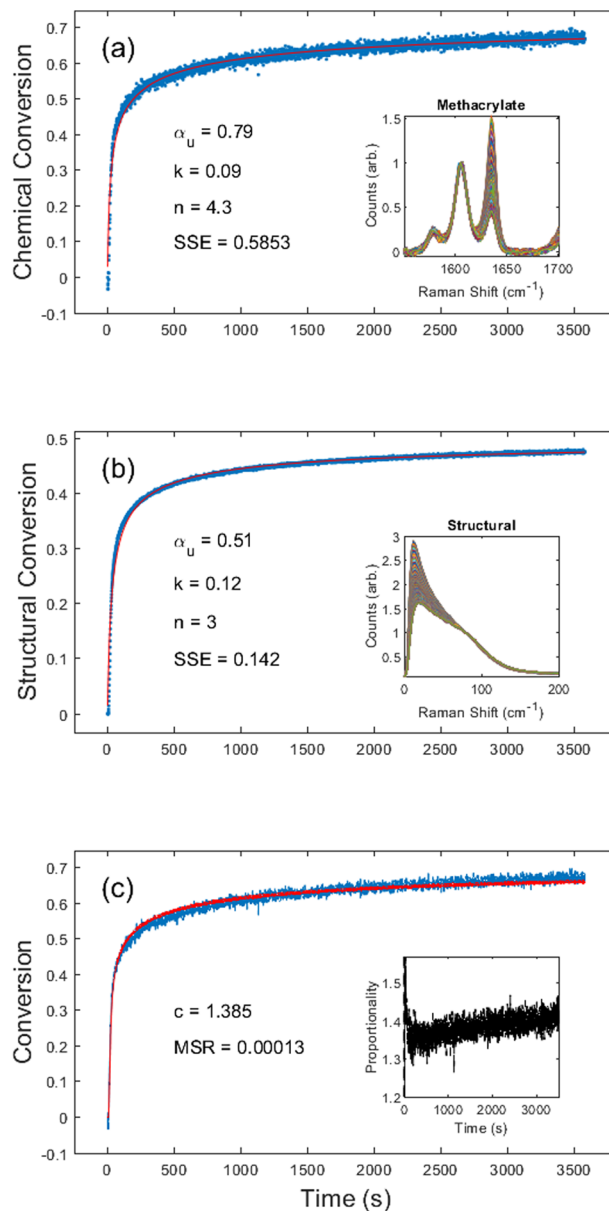 0.7
0.6
0.5
0.4
0.3
0.2
0.1
0
-0.1
Chemical Conversion
(a)
α_u = 0.79
k = 0.09
n = 4.3
SSE = 0.5853
Methacrylate
1.5
1
0.5
0
Counts (arb.)
1600 1650 1700
Raman Shift (cm⁻¹)
0 500 1000 1500 2000 2500 3000 3500
0.5
0.4
0.3
0.2
0.1
0
Structural Conversion
(b)
α_u = 0.51
k = 0.12
n = 3
SSE = 0.142
Structural
3
2.5
2
1.5
1
0.5
Counts (arb.)
0 100 200
Raman Shift (cm⁻¹)
0 500 1000 1500 2000 2500 3000 3500
0.7
0.6
0.5
0.4
0.3
0.2
0.1
0
-0.1
Conversion
(c)
c = 1.385
MSR = 0.00013
1.5
1.4
1.3
1.2
Proportionality
0 1000 2000 3000
Time (s)
0 500 1000 1500 2000 2500 3000 3500
Time (s)